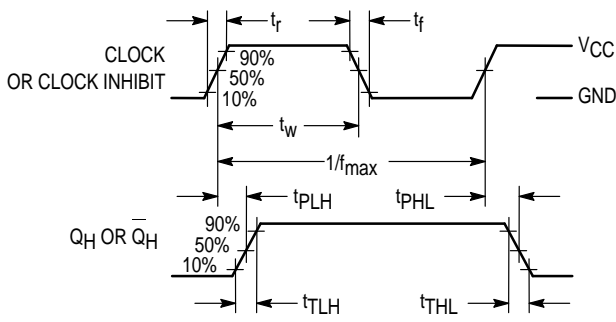 tr
tf
CLOCK
OR CLOCK INHIBIT
90%
50%
10%
VCC
GND
tw
1/fmax
tPLH
tPHL
QH OR Q̅H
90%
50%
10%
tTLH
tTHL